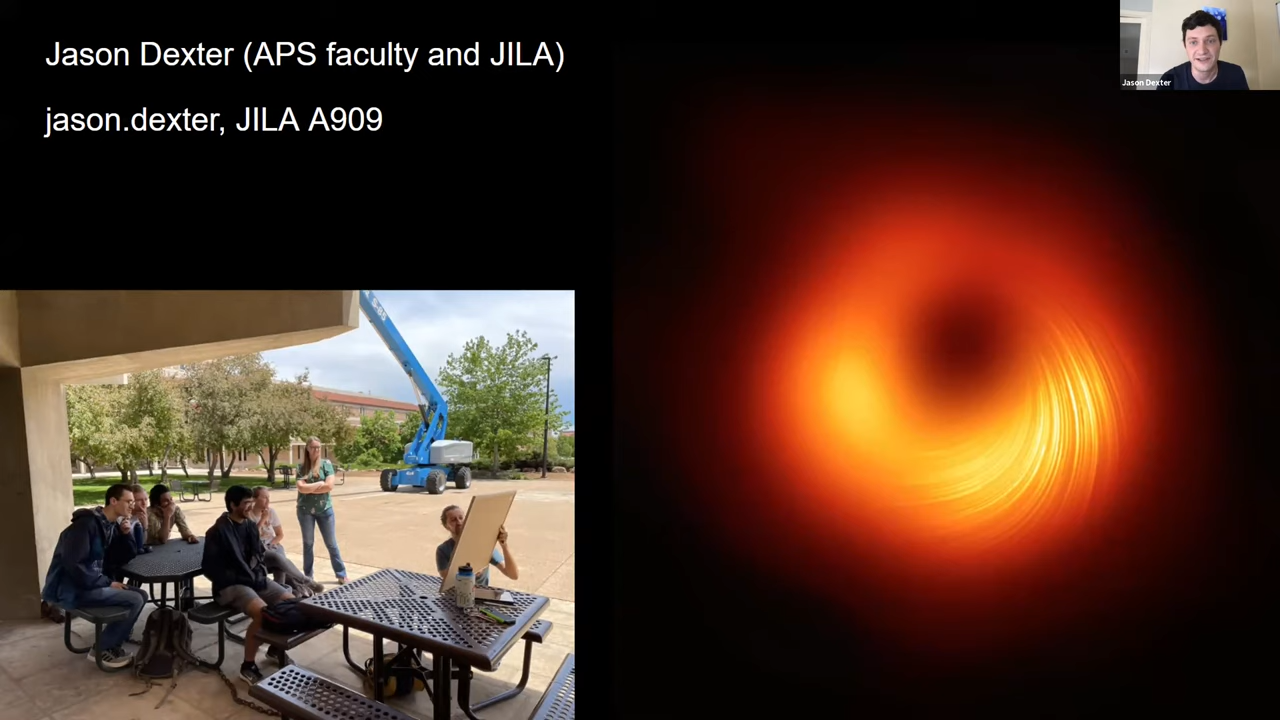 Jason Dexter (APS faculty and JILA)
jason.dexter, JILA A909
Jason Dexter